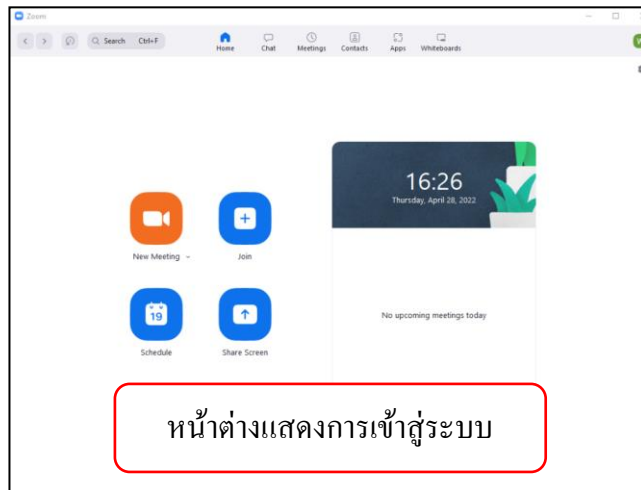 Zoom
Search Ctrl+F
Home Chat Meetings Contacts Apps Whiteboards
16:26
Thursday, April 28, 2022
New Meeting Join
19
Schedule Share Screen
No upcoming meetings today
หน้าต่างแสดงการเข้าสู่ระบบ